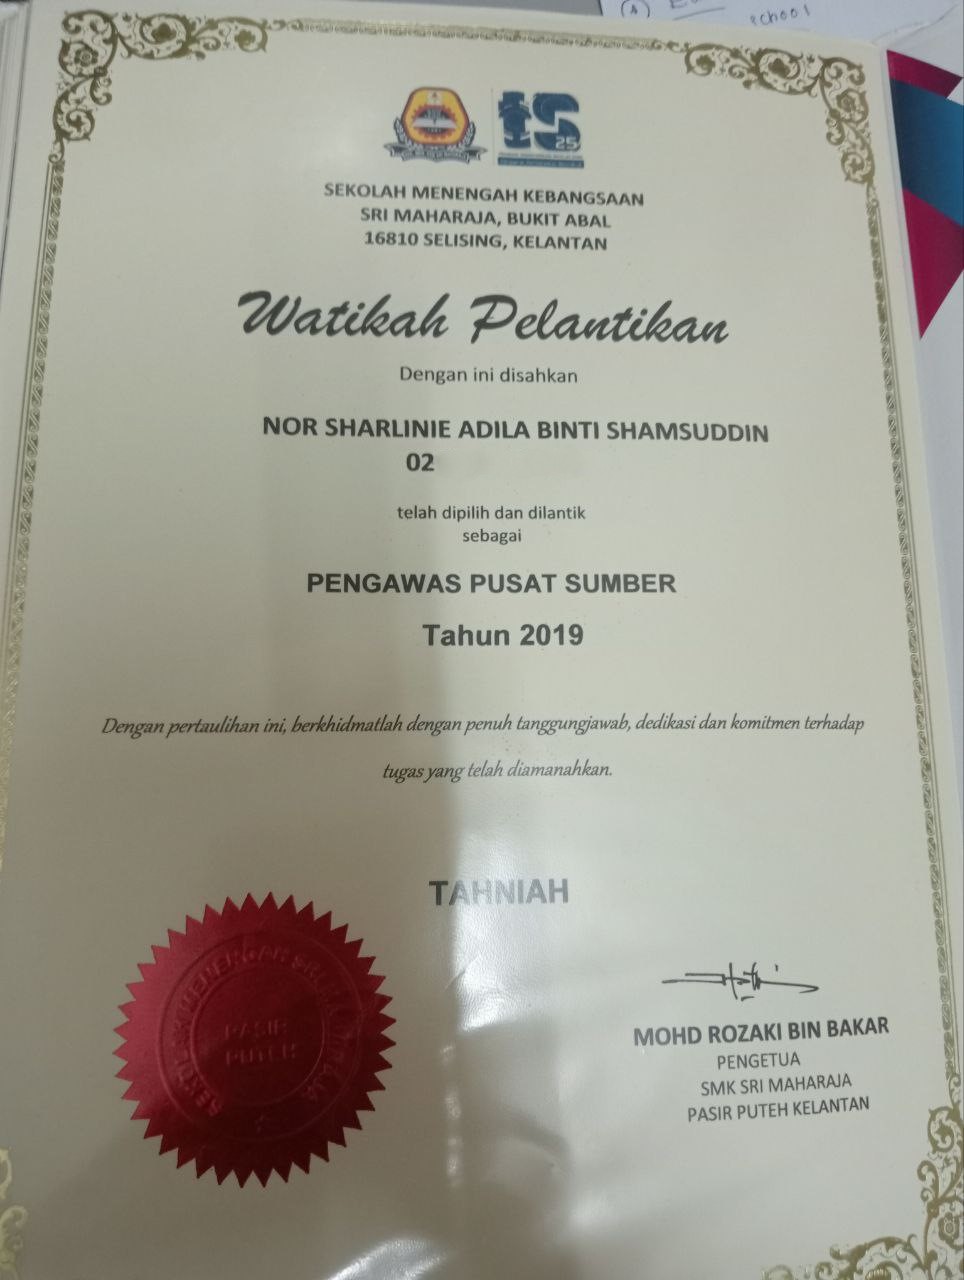 school
SEKOLAH MENENGAH KEBANGSAAN
SRI MAHARAJA, BUKIT ABAL
16810 SELISING, KELANTAN
Watikah Pelantikan
Dengan ini disahkan
NOR SHARLINIE ADILA BINTI SHAMSUDDIN
02
telah dipilih dan dilantik
sebagai
PENGAWAS PUSAT SUMBER
Tahun 2019
Dengan pertaulihan ini, berkhidmatlah dengan penuh tanggungjawab, dedikasi dan komitmen terhadap
tugas yang telah diamanahkan.
TAHNIAH
PASIR
PUTEH
MOHD ROZAKI BIN BAKAR
PENGETUA
SMK SRI MAHARAJA
PASIR PUTEH KELANTAN